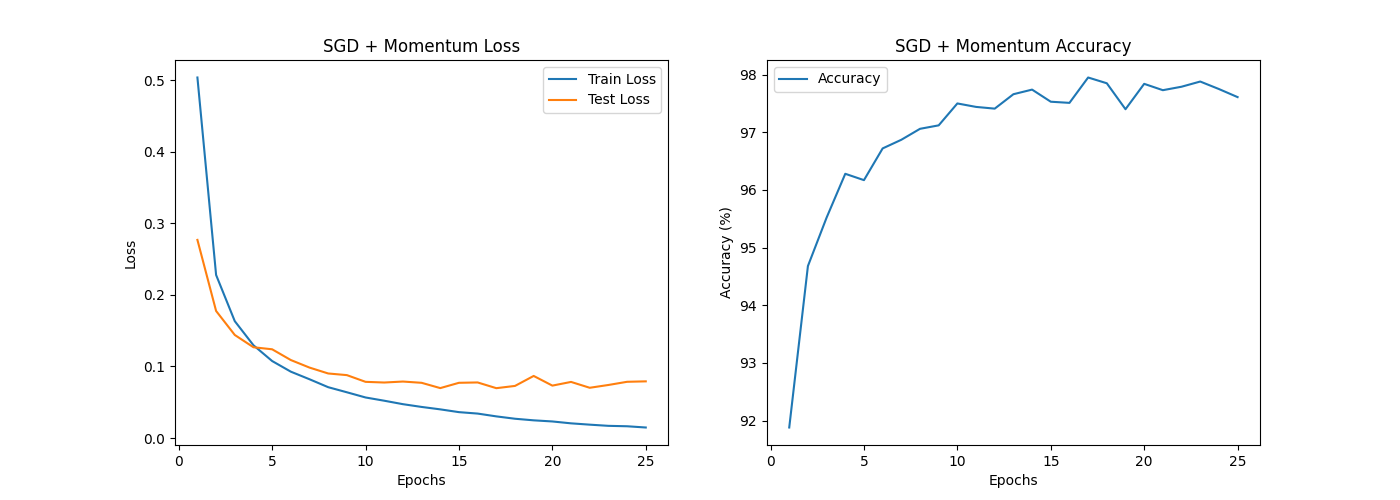 SGD + Momentum Loss
Train Loss
Test Loss
0.5
0.4
0.3
0.2
0.1
0.0
Loss
0 5 10 15 20 25
Epochs
SGD + Momentum Accuracy
Accuracy
98
97
96
95
94
93
92
Accuracy (%)
0 5 10 15 20 25
Epochs